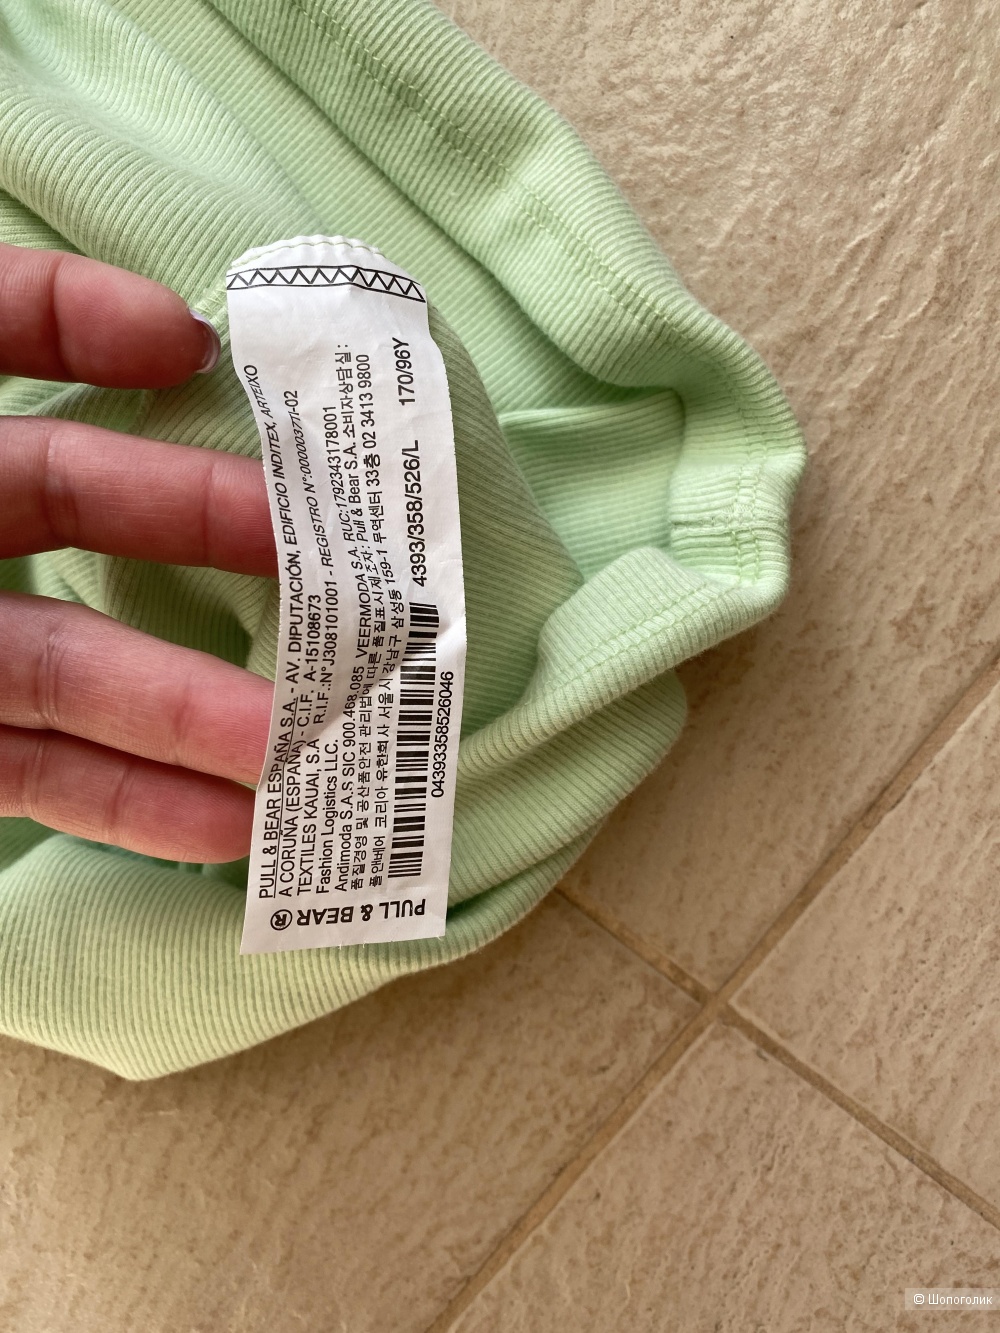 PULL & BEAR ESPAÑA S.A. - AV. DIPUTACIÓN, EDIFICIO INDITEX, ARTEIXO
A CORUÑA (ESPAÑA) - C.I.F. A-15108673
TEXTILES KAUAI, S.A R.I.F.:N°J308101001 - REGISTRO N°:000003771-02
Fashion Logistics LLC.
Andimoda S.A.S SIC 900.468.085 VEERMODA S.A. RUC:1792343178001
품질경영 및 공산품안전 관리법에 따른 품질표시제조자: Pull & Bear S.A. 소비자상담실:
풀앤베어 코리아 유한회사 서울시 강남구 삼성동 159-1 무역센터 33층 02 3413 9800
4393/358/526/L 170/96Y
04393358526046
PULL & BEAR®
© Шопоголик